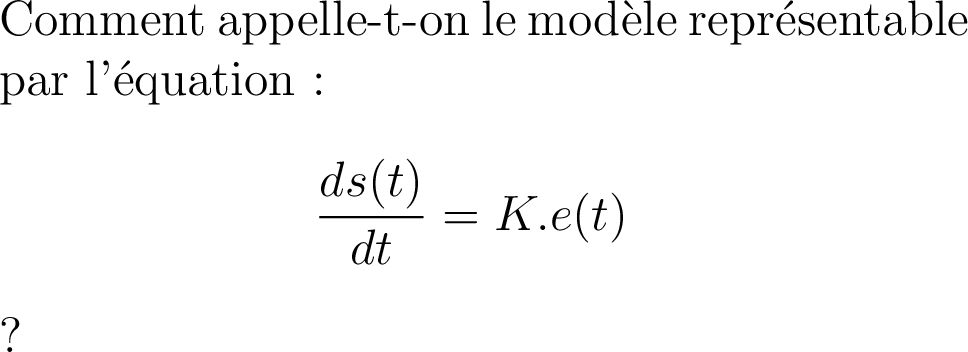 Comment appelle-t-on le modèle représentable
par l'équation :
ds(t)/dt = K.e(t)
?